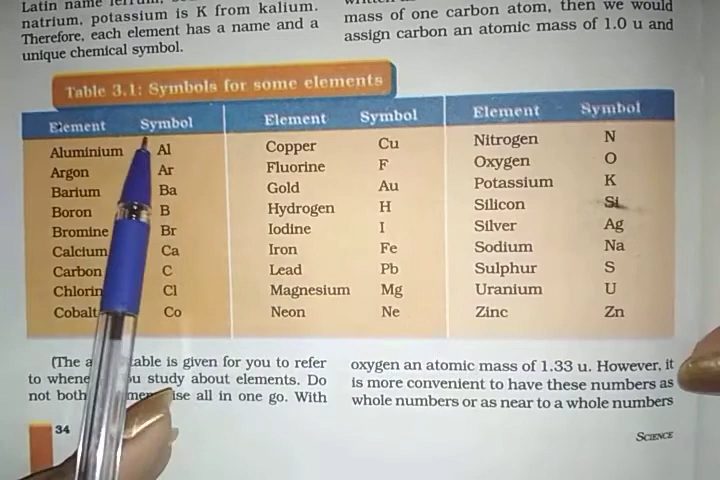 Latin name
natrium, potassium is K from kalium.
Therefore, each element has a name and a
unique chemical symbol.
mass of one carbon atom, then we would
assign carbon an atomic mass of 1.0 u and
Table 3.1: Symbols for some elements
Element Symbol Element Symbol Element Symbol
Aluminium Al Copper Cu Nitrogen N
Argon Ar Fluorine F Oxygen O
Barium Ba Gold Au Potassium K
Boron B Hydrogen H Silicon Si
Bromine Br Iodine I Silver Ag
Calcium Ca Iron Fe Sodium Na
Carbon C Lead Pb Sulphur S
Chlorin Cl Magnesium Mg Uranium U
Cobalt Co Neon Ne Zinc Zn
(The a table is given for you to refer
to whene u study about elements. Do
not both ise all in one go. With
oxygen an atomic mass of 1.33 u. However, it
is more convenient to have these numbers as
whole numbers or as near to a whole numbers
34
SCIENCE